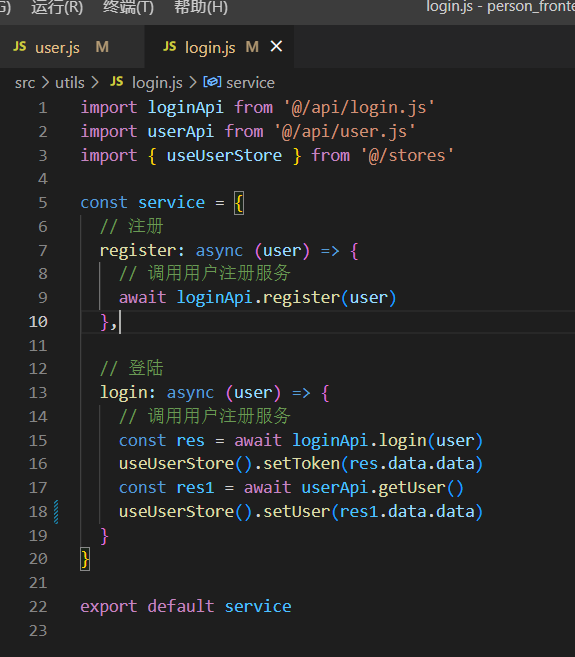 G) 运行(R) 终端(T) 帮助(H) login.js - person_fronte
JS user.js M JS login.js M ×
src > utils > JS login.js > service
1 import loginApi from '@/api/login.js'
2 import userApi from '@/api/user.js'
3 import { useUserStore } from '@/stores'
4
5 const service = {
6 // 注册
7 register: async (user) => {
8 // 调用用户注册服务
9 await loginApi.register(user)
10 },
11
12 // 登陆
13 login: async (user) => {
14 // 调用用户注册服务
15 const res = await loginApi.login(user)
16 useUserStore().setToken(res.data.data)
17 const res1 = await userApi.getUser()
18 useUserStore().setUser(res1.data.data)
19 }
20 }
21
22 export default service
23